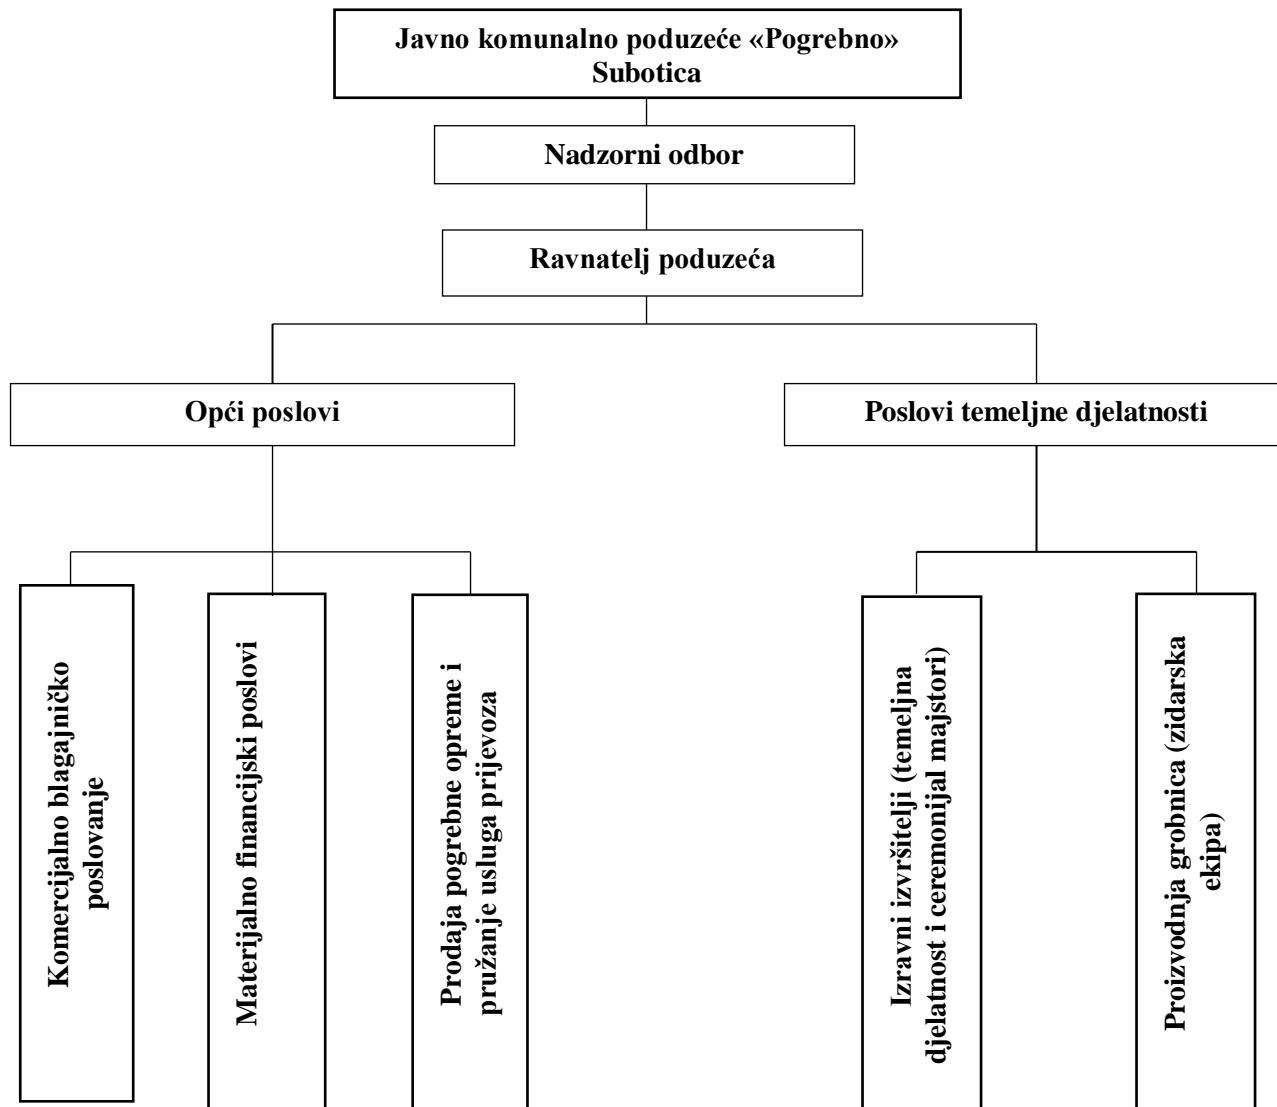 Javno komunalno poduzeće «Pogrebno»
Subotica
Nadzorni odbor
Ravnatelj poduzeća
Opći poslovi
Poslovi temeljne djelatnosti
Komercijalno blagajničko
poslovanje
Materijalno financijski poslovi
Prodaja pogrebne opreme i
pružanje usluga prijevoza
Izravni izvršitelji (temeljna
djelatnost i ceremonijal majstori)
Proizvodnja grobnica (zidarska
ekipa)